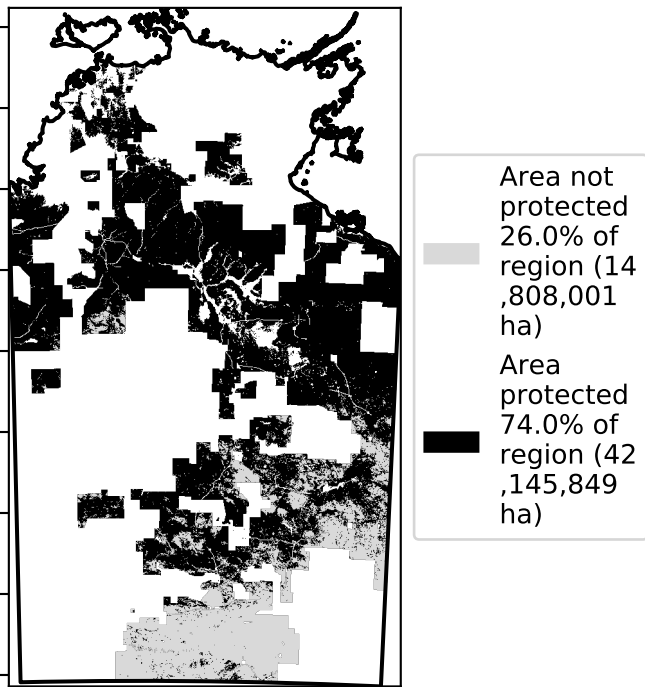 Area not
protected
26.0% of
region (14
,808,001
ha)
Area
protected
74.0% of
region (42
,145,849
ha)